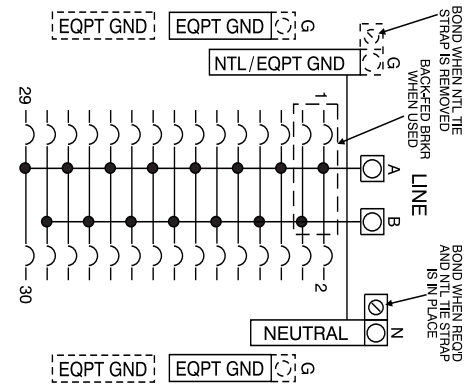 EQPT GND
EQPT GND
G
NTL/EQPT GND
G
BOND WHEN NTL TIE
STRAP IS REMOVED
BACK-FED BRKR
WHEN USED
29
1
A
LINE
B
30
2
BOND WHEN REQ'D
AND NTL TIE STRAP
IS IN PLACE
NEUTRAL
N
EQPT GND
EQPT GND
G